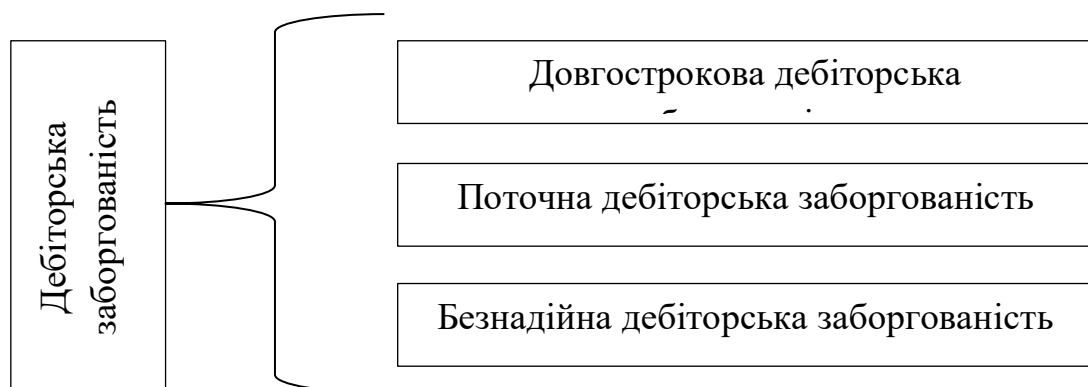 Дебіторська
заборгованість
Довгострокова дебіторська
Поточна дебіторська заборгованість
Безнадійна дебіторська заборгованість